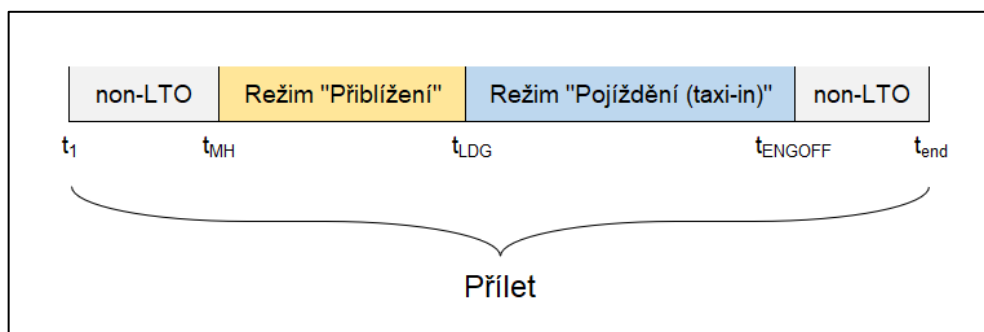 non-LTO Režim "Přiblížení" Režim "Pojíždění (taxi-in)" non-LTO
t1 tMH tLDG tENGOFF tend
Přílet